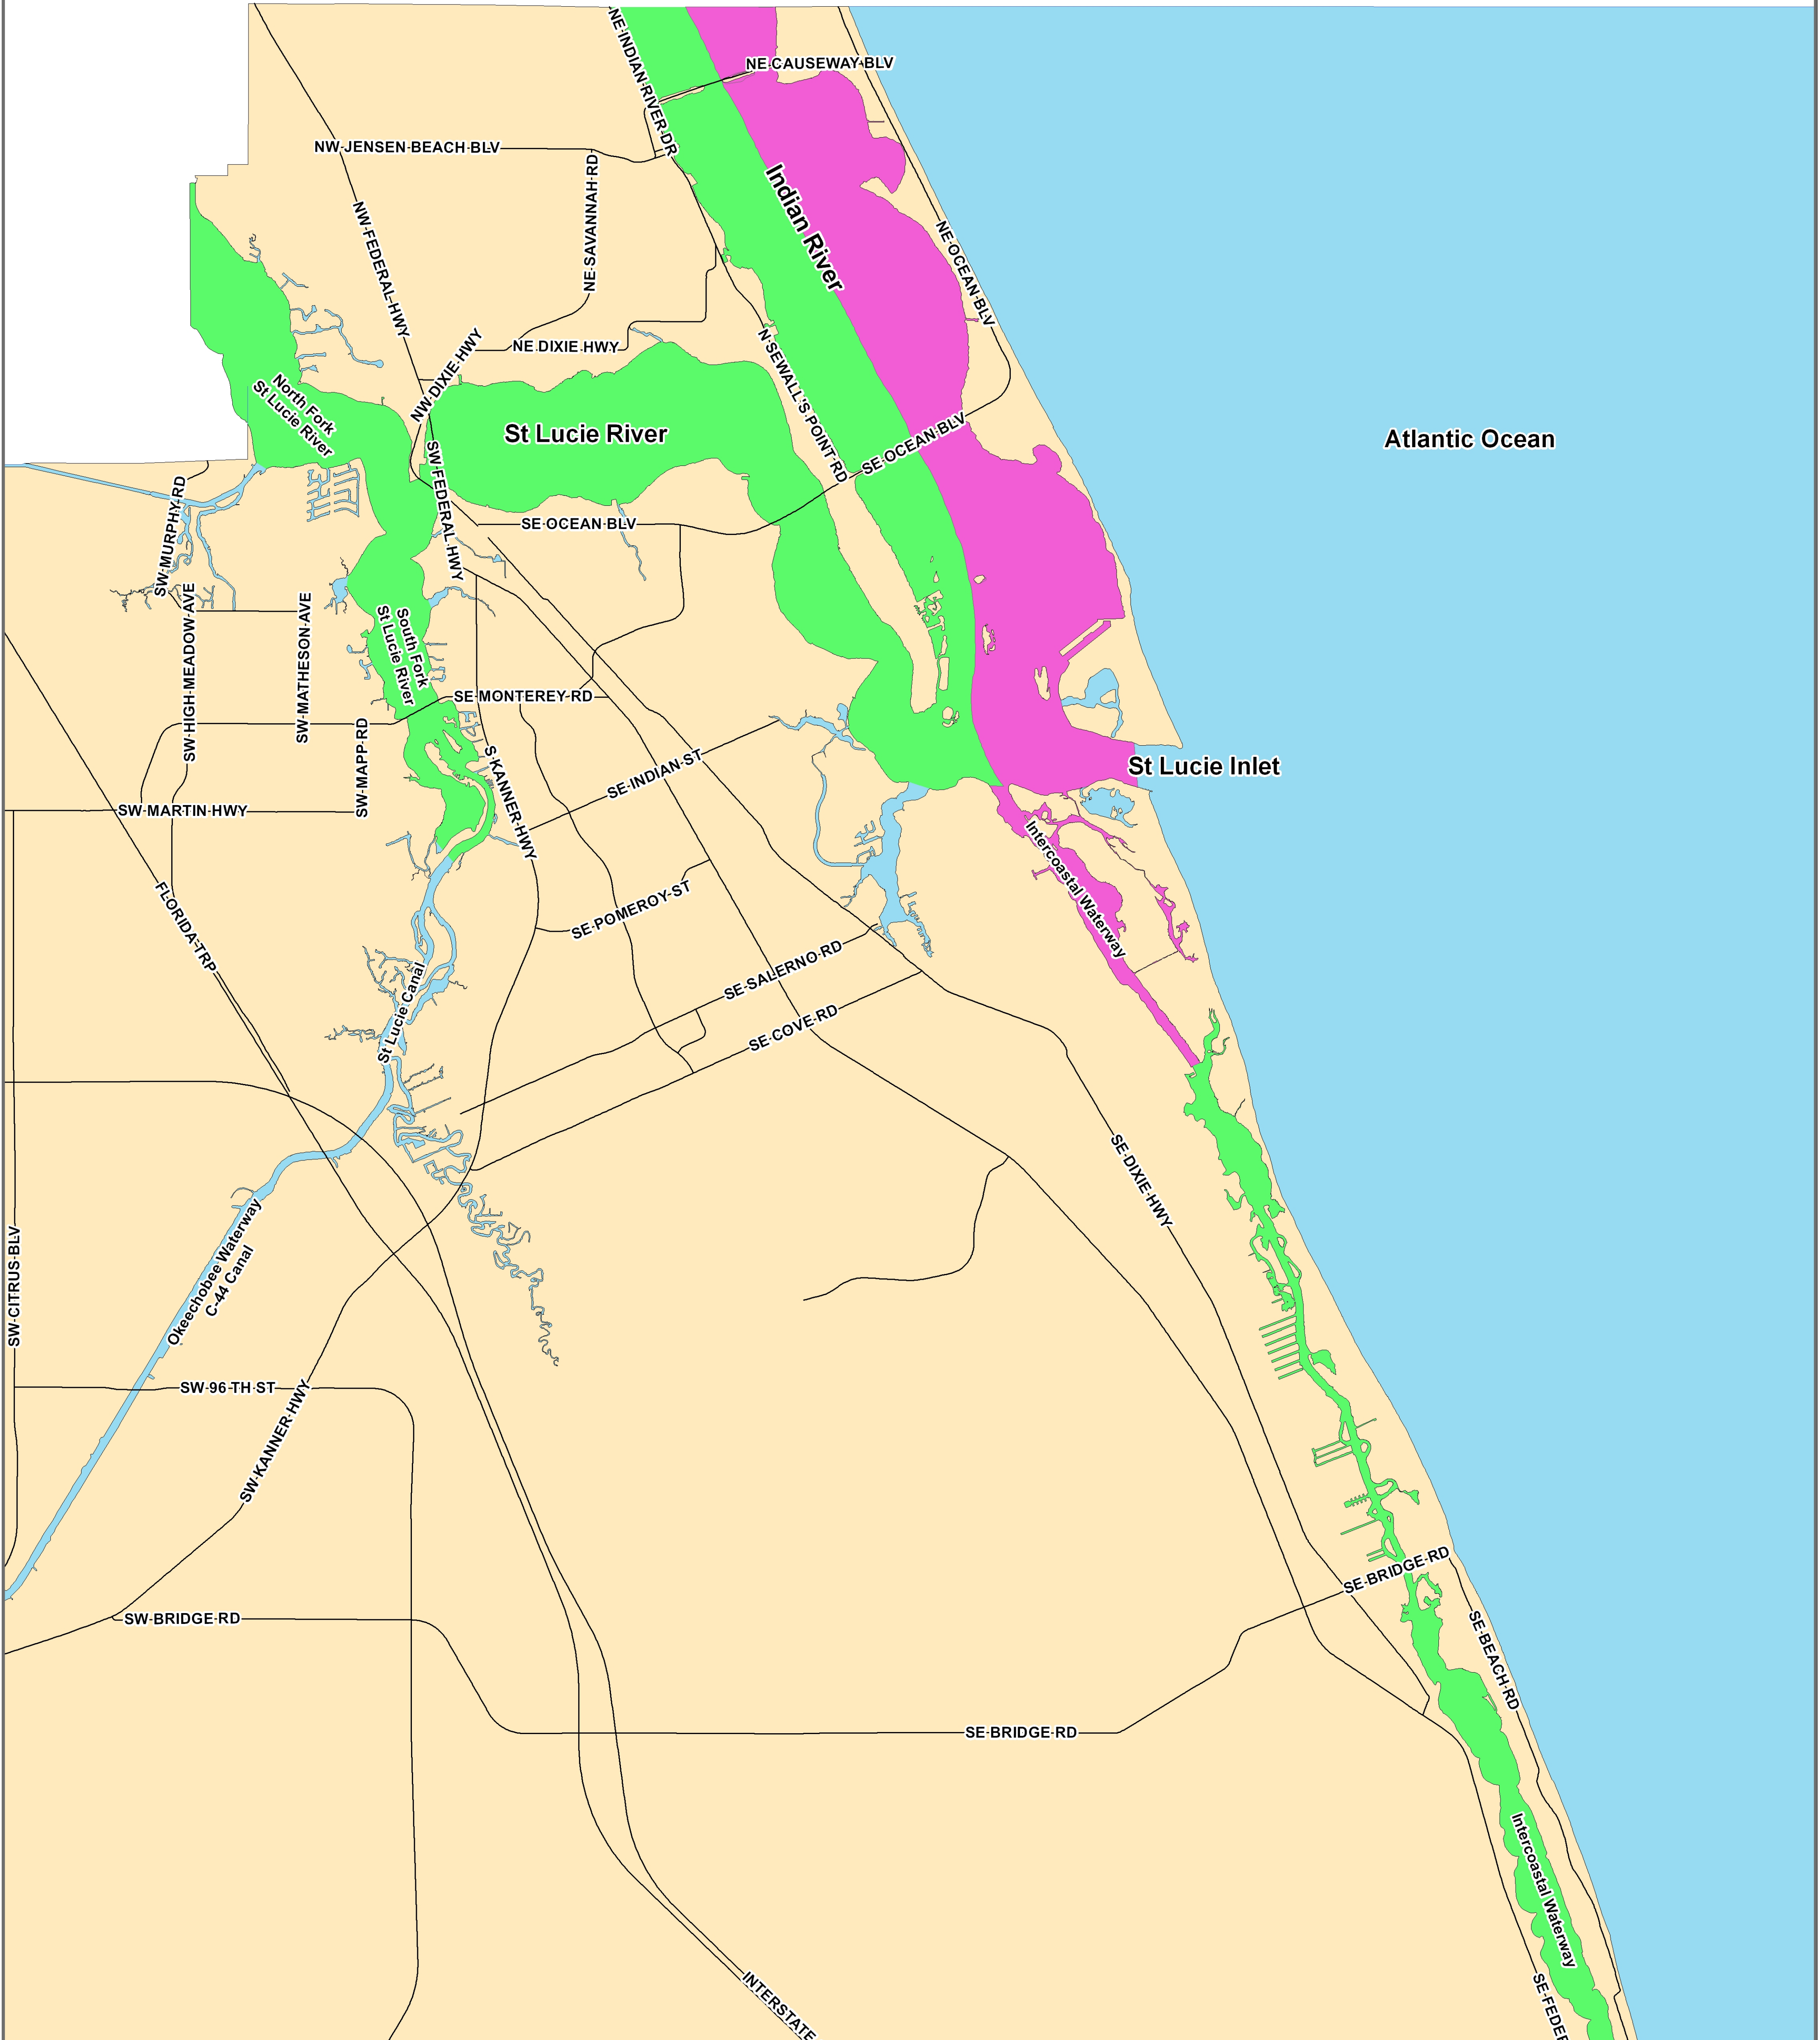 NE INDIAN RIVER DR
NE CAUSEWAY BLV
NW JENSEN BEACH BLV
NE SAVANNAH RD
Indian River
NW FEDERAL HWY
NE OCEAN BLV
NE DIXIE HWY
NW DIXIE HWY
N SEWALL'S POINT RD
North Fork
St Lucie River
St Lucie River
SE OCEAN BLV
Atlantic Ocean
SW FEDERAL HWY
SW MURPHY RD
SE OCEAN BLV
SW HIGH MEADOW AVE
SW MATHESON AVE
South Fork
St Lucie River
SE MONTEREY RD
SW MAPP RD
S KANNER HWY
SE INDIAN ST
St Lucie Inlet
SW MARTIN HWY
Intercoastal Waterway
FLORIDA TRP
SE POMEROY ST
SE SALERNO RD
St Lucie Canal
SE COVE RD
SE DIXIE HWY
SW CITRUS BLV
Okeechobee Waterway
C-44 Canal
SW 96 TH ST
SW KANNER HWY
SE BRIDGE RD
SW BRIDGE RD
SE BEACH RD
SE BRIDGE RD
Intercoastal Waterway
INTERSTATE
SE FEDER